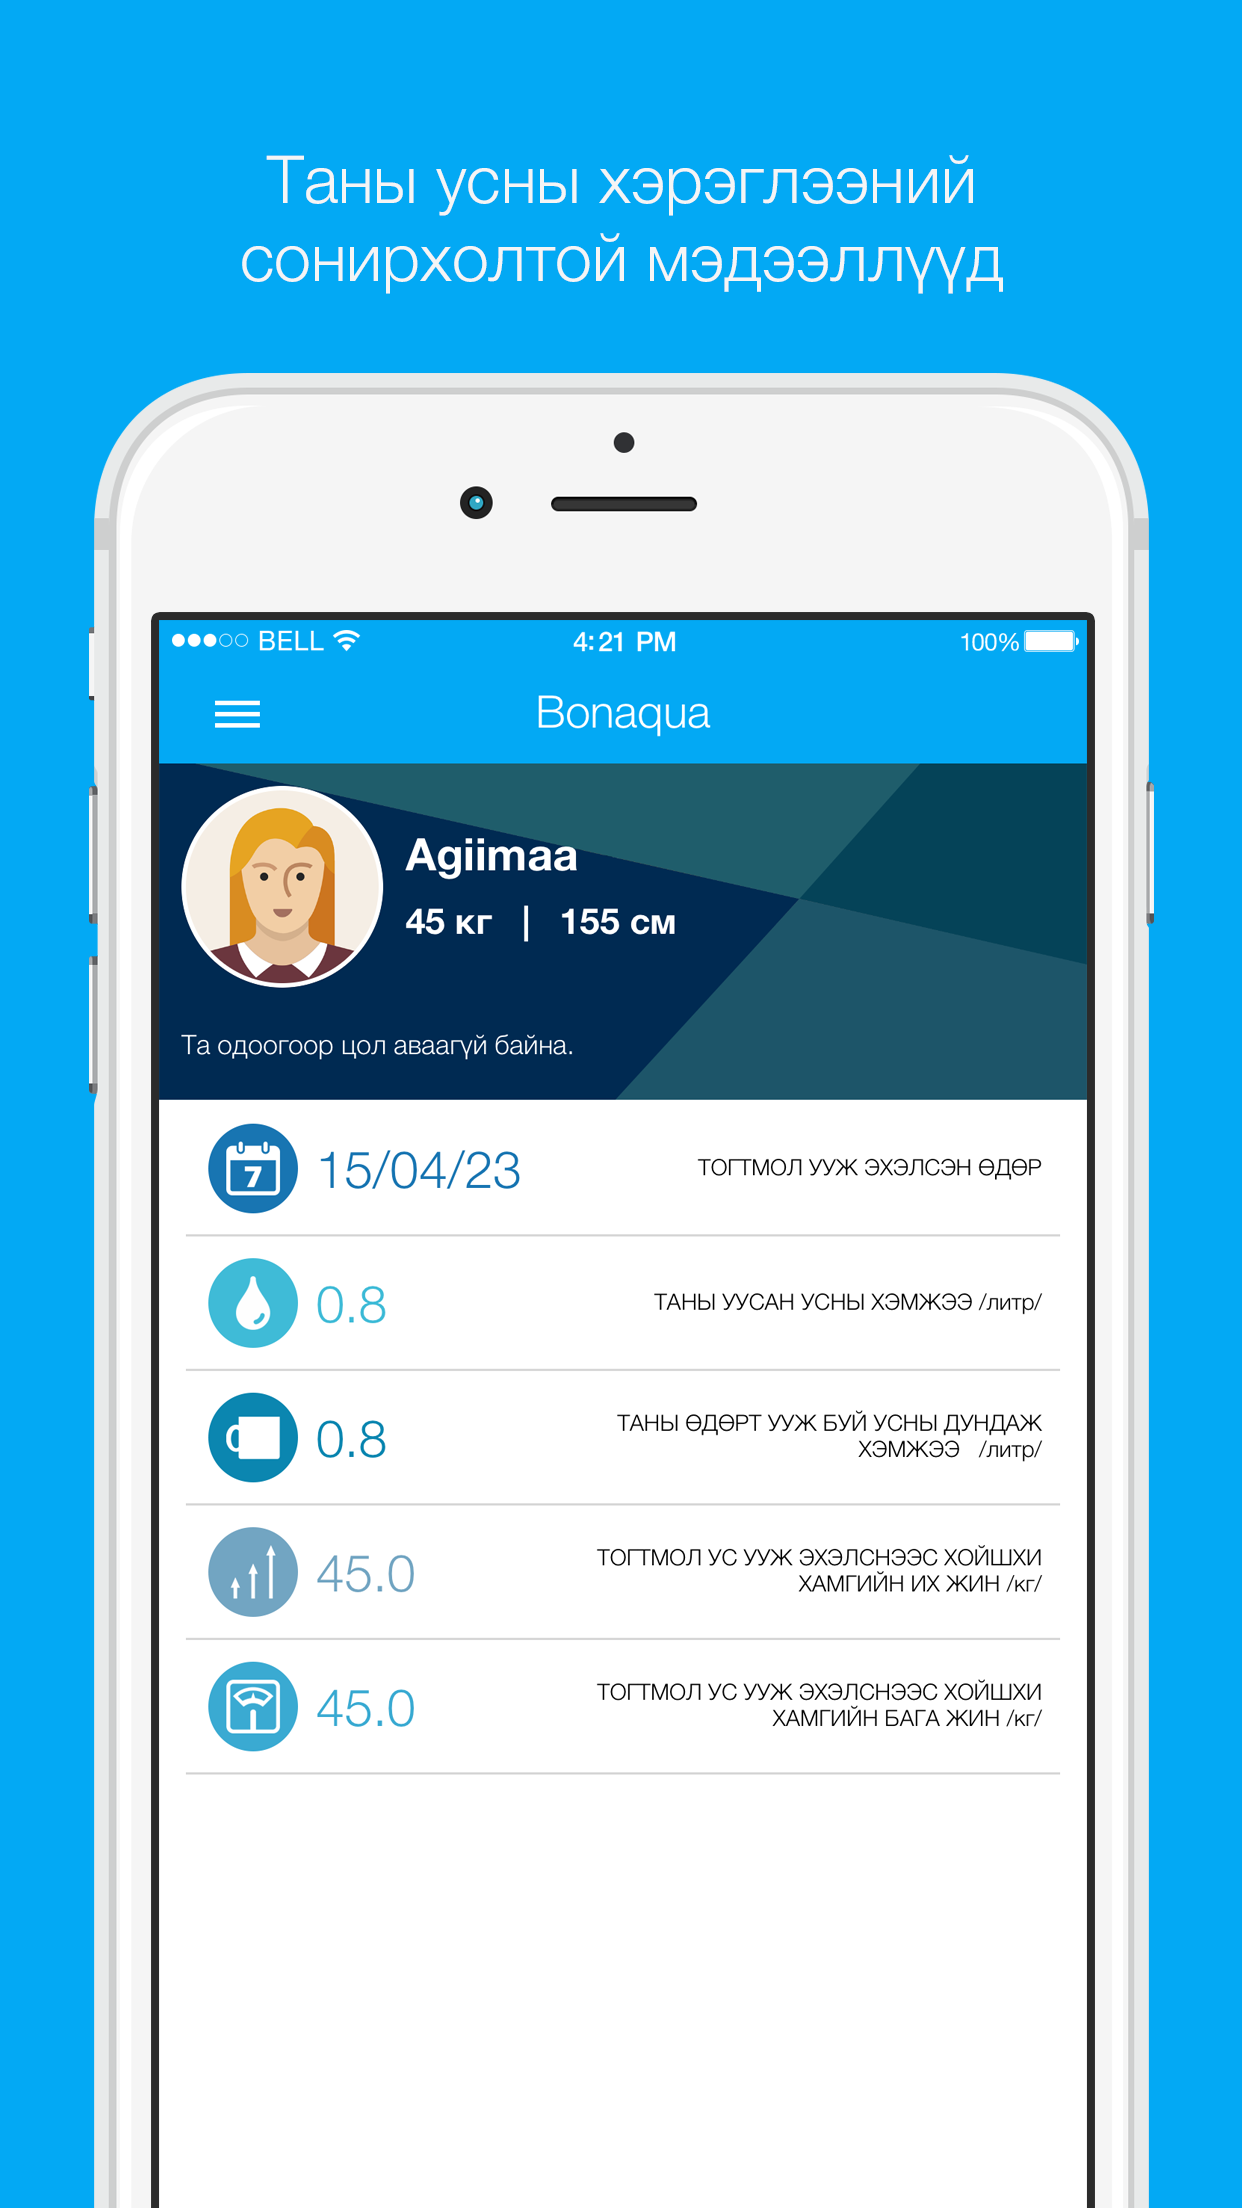 Таны усны хэрэглээний
сонирхолтой мэдээллүүд
BELL 4:21 PM 100%
Bonaqua
Agiimaa
45 кг | 155 см
Та одоогоор цол аваагүй байна.
7 15/04/23 ТОГТМОЛ УУЖ ЭХЭЛСЭН ӨДӨР
0.8 ТАНЫ УУСАН УСНЫ ХЭМЖЭЭ /литр/
0.8 ТАНЫ ӨДӨРТ УУЖ БУЙ УСНЫ ДУНДАЖ
ХЭМЖЭЭ /литр/
45.0 ТОГТМОЛ УС УУЖ ЭХЭЛСНЭЭС ХОЙШХИ
ХАМГИЙН ИХ ЖИН /кг/
45.0 ТОГТМОЛ УС УУЖ ЭХЭЛСНЭЭС ХОЙШХИ
ХАМГИЙН БАГА ЖИН /кг/